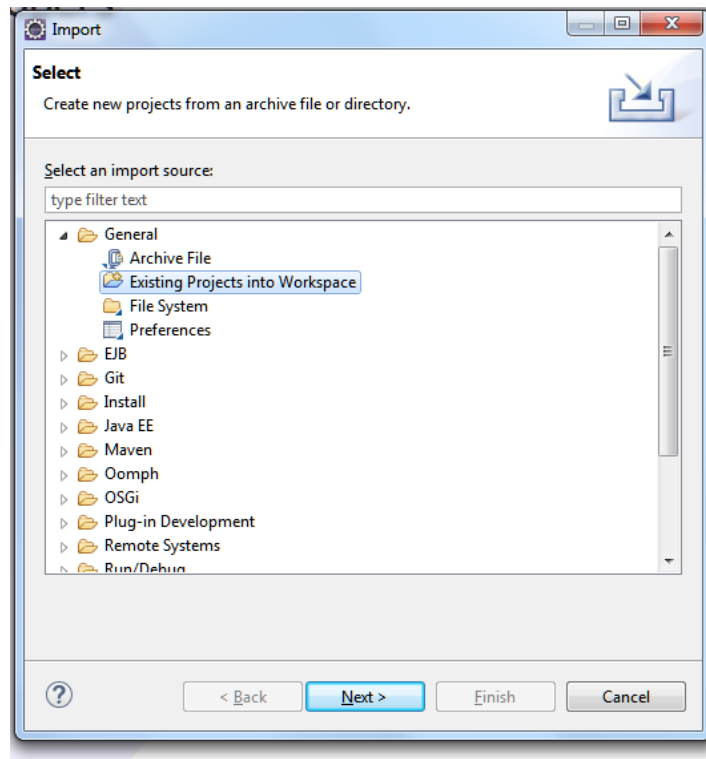 Import
Select
Create new projects from an archive file or directory.
Select an import source:
type filter text
General
Archive File
Existing Projects into Workspace
File System
Preferences
EJB
Git
Install
Java EE
Maven
Oomph
OSGi
Plug-in Development
Remote Systems
Run/Debug
< Back Next > Finish Cancel